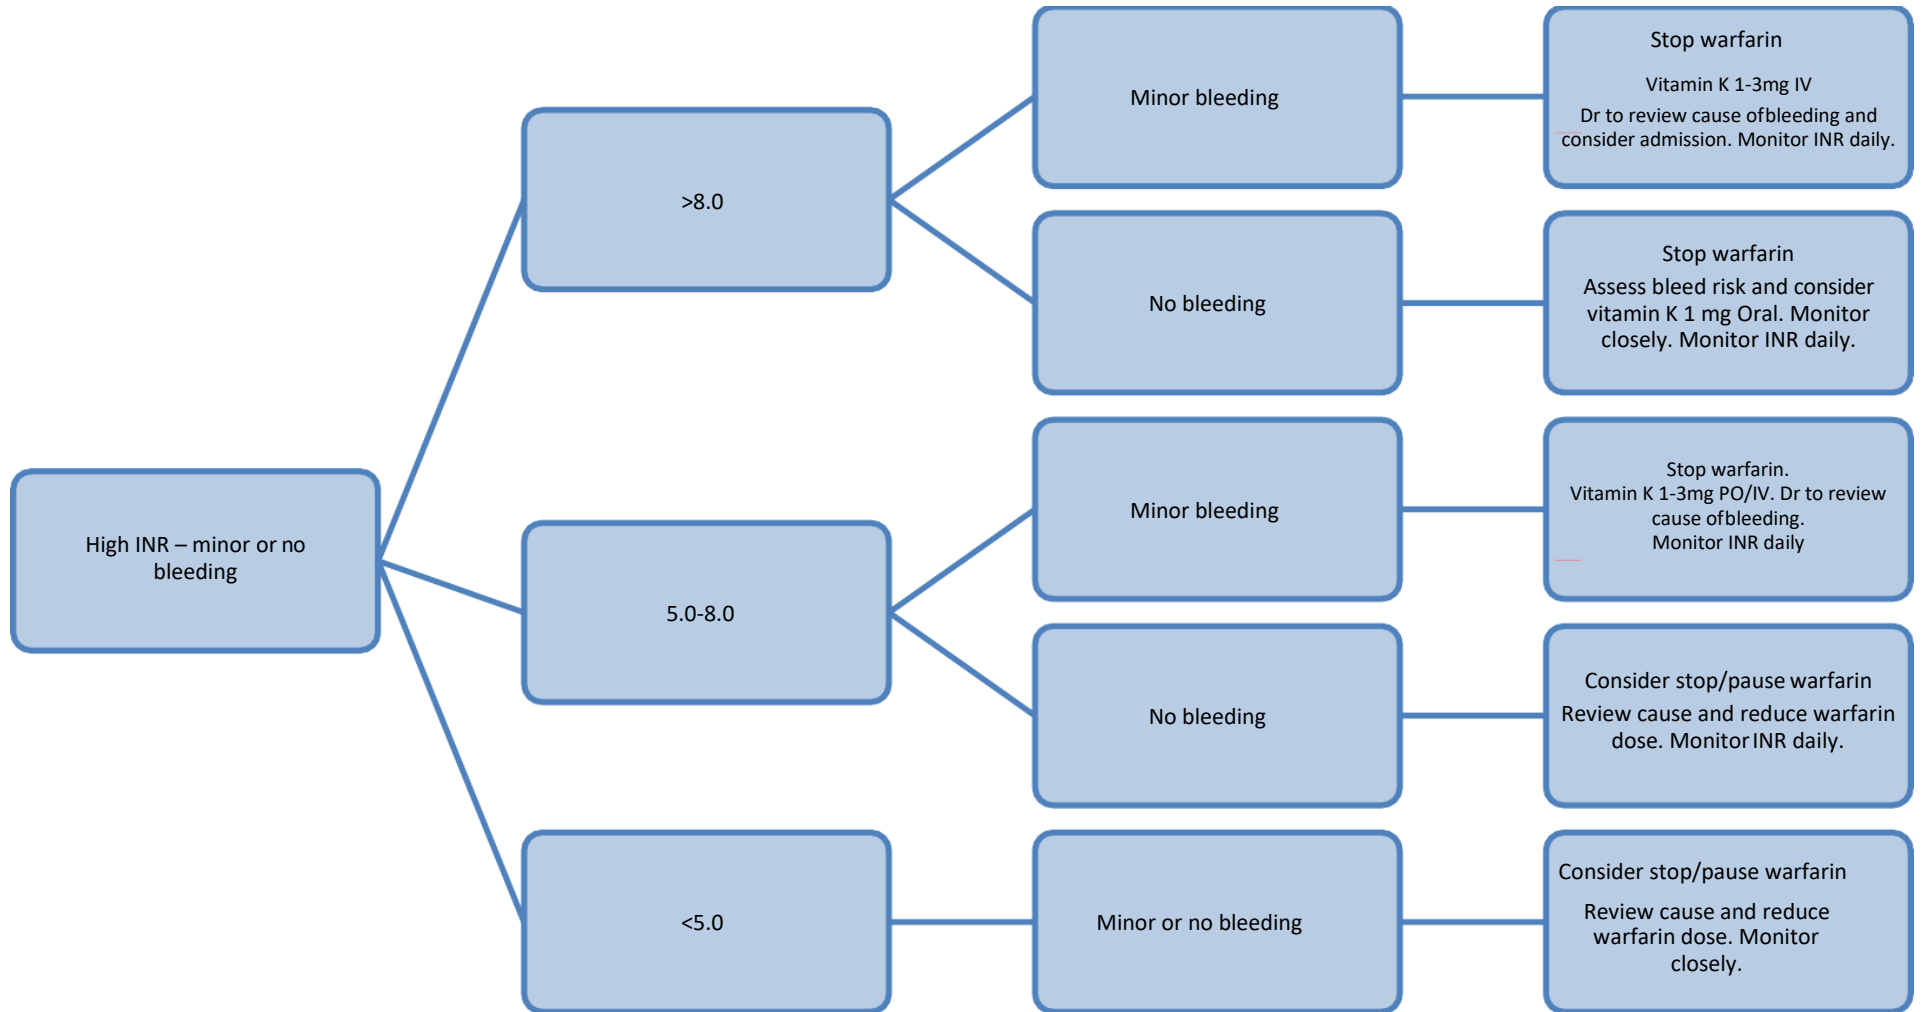 High INR – minor or no
bleeding
>8.0
Minor bleeding
Stop warfarin
Vitamin K 1-3mg IV
Dr to review cause ofbleeding and
consider admission. Monitor INR daily.
No bleeding
Stop warfarin
Assess bleed risk and consider
vitamin K 1 mg Oral. Monitor
closely. Monitor INR daily.
5.0-8.0
Minor bleeding
Stop warfarin.
Vitamin K 1-3mg PO/IV. Dr to review
cause ofbleeding.
Monitor INR daily
No bleeding
Consider stop/pause warfarin
Review cause and reduce warfarin
dose. Monitor INR daily.
<5.0
Minor or no bleeding
Consider stop/pause warfarin
Review cause and reduce
warfarin dose. Monitor
closely.